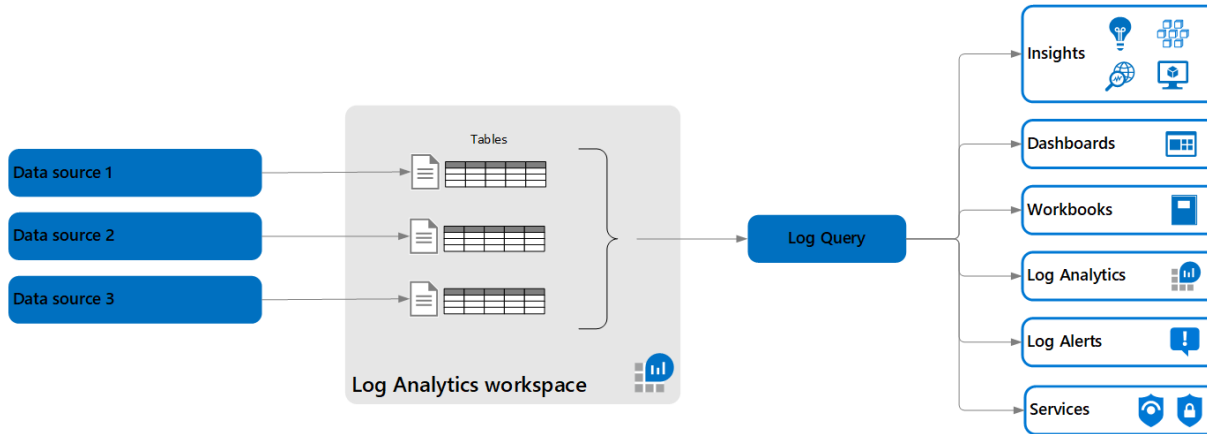 Data source 1
Data source 2
Data source 3
Tables
Log Analytics workspace
Log Query
Insights
Dashboards
Workbooks
Log Analytics
Log Alerts
Services